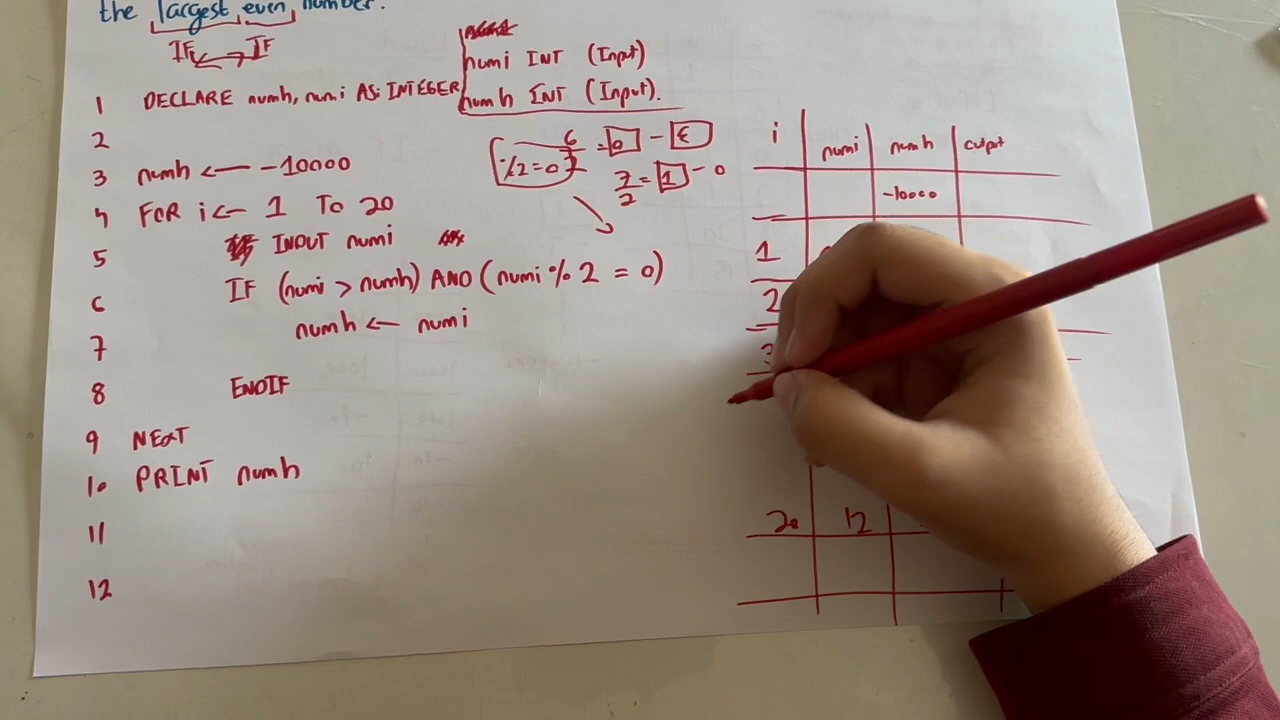 the largest even number.
IF IF
numi INT (Input)
numh INT (Input).
1 DECLARE numh, numi AS INTEGER
2
3 numh ← -10000
4 FOR i ← 1 TO 20
5 INPUT numi
6 IF (numi > numh) AND (numi % 2 = 0)
7 numh ← numi
8 ENDIF
9 NEXT
10 PRINT numh
11
12
%2=0
6/2 = 0 - E
7/2 = 1 - 0
i numi numh output
-10000
1
2
3
20 12